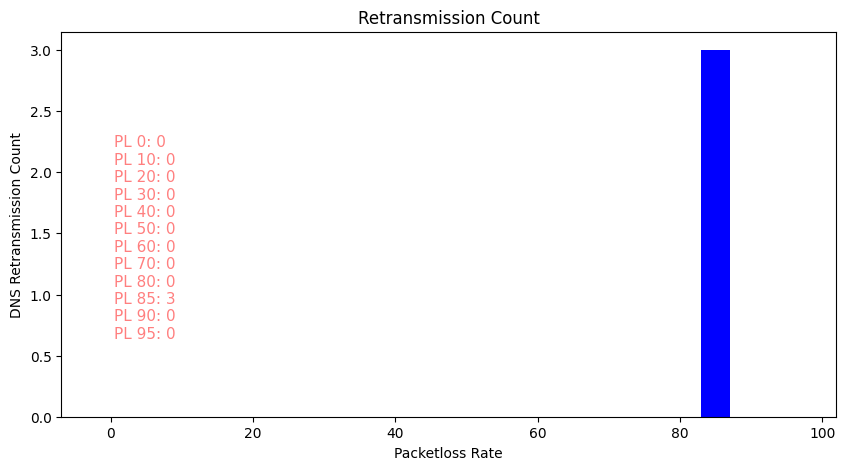 Retransmission Count
3.0
2.5
2.0
1.5
1.0
0.5
0.0
DNS Retransmission Count
PL 0: 0
PL 10: 0
PL 20: 0
PL 30: 0
PL 40: 0
PL 50: 0
PL 60: 0
PL 70: 0
PL 80: 0
PL 85: 3
PL 90: 0
PL 95: 0
0 20 40 60 80 100
Packetloss Rate